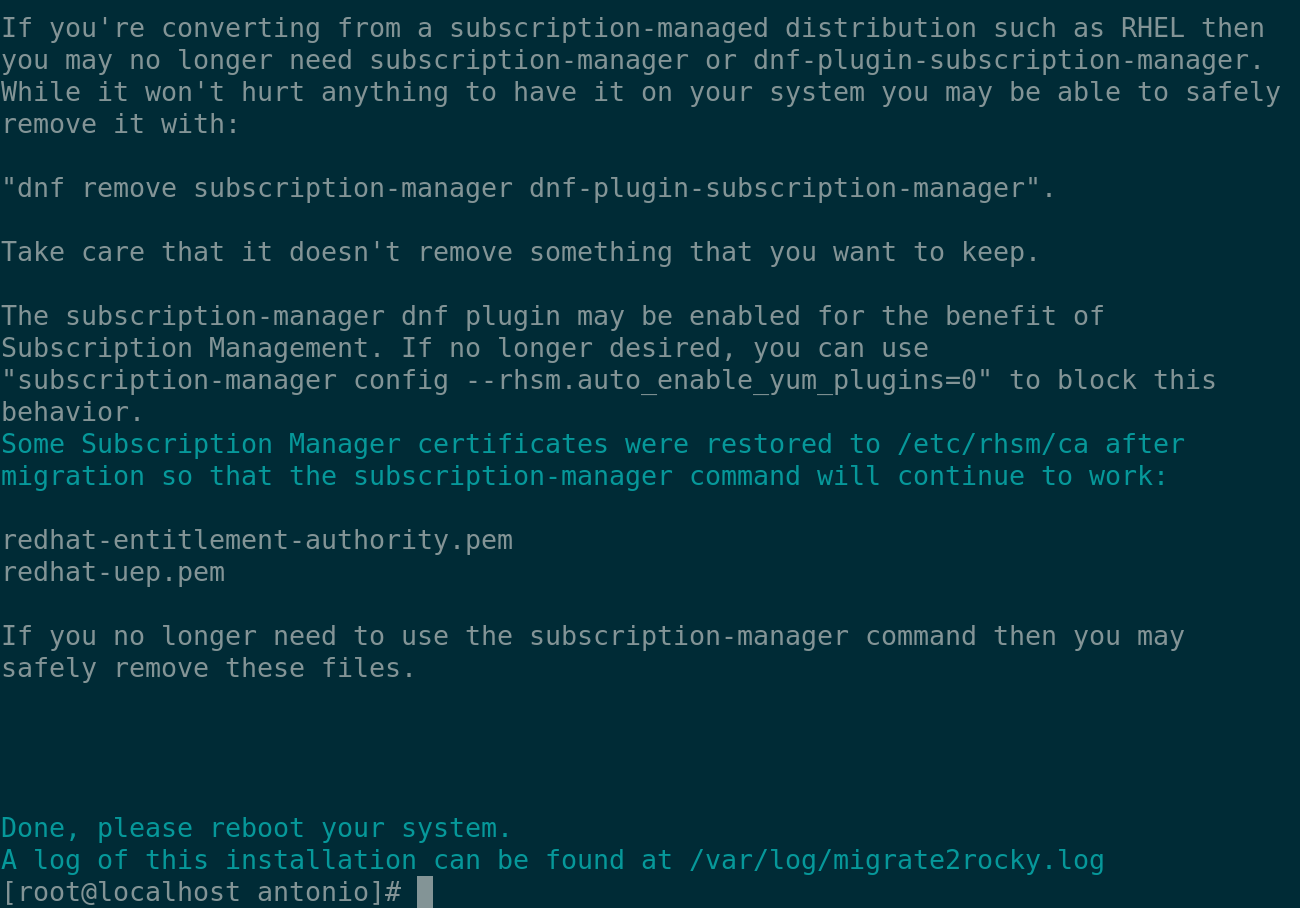 If you're converting from a subscription-managed distribution such as RHEL then
you may no longer need subscription-manager or dnf-plugin-subscription-manager.
While it won't hurt anything to have it on your system you may be able to safely
remove it with:
"dnf remove subscription-manager dnf-plugin-subscription-manager".
Take care that it doesn't remove something that you want to keep.
The subscription-manager dnf plugin may be enabled for the benefit of
Subscription Management. If no longer desired, you can use
"subscription-manager config --rhsm.auto_enable_yum_plugins=0" to block this
behavior.
Some Subscription Manager certificates were restored to /etc/rhsm/ca after
migration so that the subscription-manager command will continue to work:
redhat-entitlement-authority.pem
redhat-uep.pem
If you no longer need to use the subscription-manager command then you may
safely remove these files.
Done, please reboot your system.
A log of this installation can be found at /var/log/migrate2rocky.log
[root@localhost antonio]#